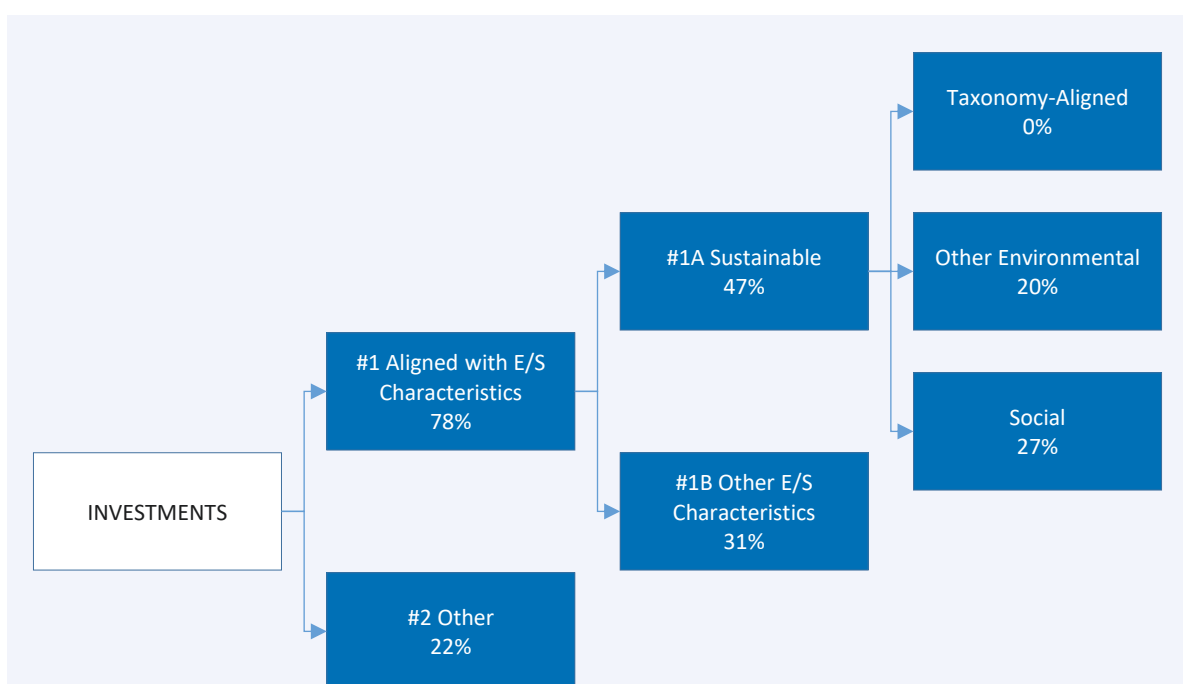 INVESTMENTS
#1 Aligned with E/S
Characteristics
78%
#2 Other
22%
#1A Sustainable
47%
#1B Other E/S
Characteristics
31%
Taxonomy-Aligned
0%
Other Environmental
20%
Social
27%